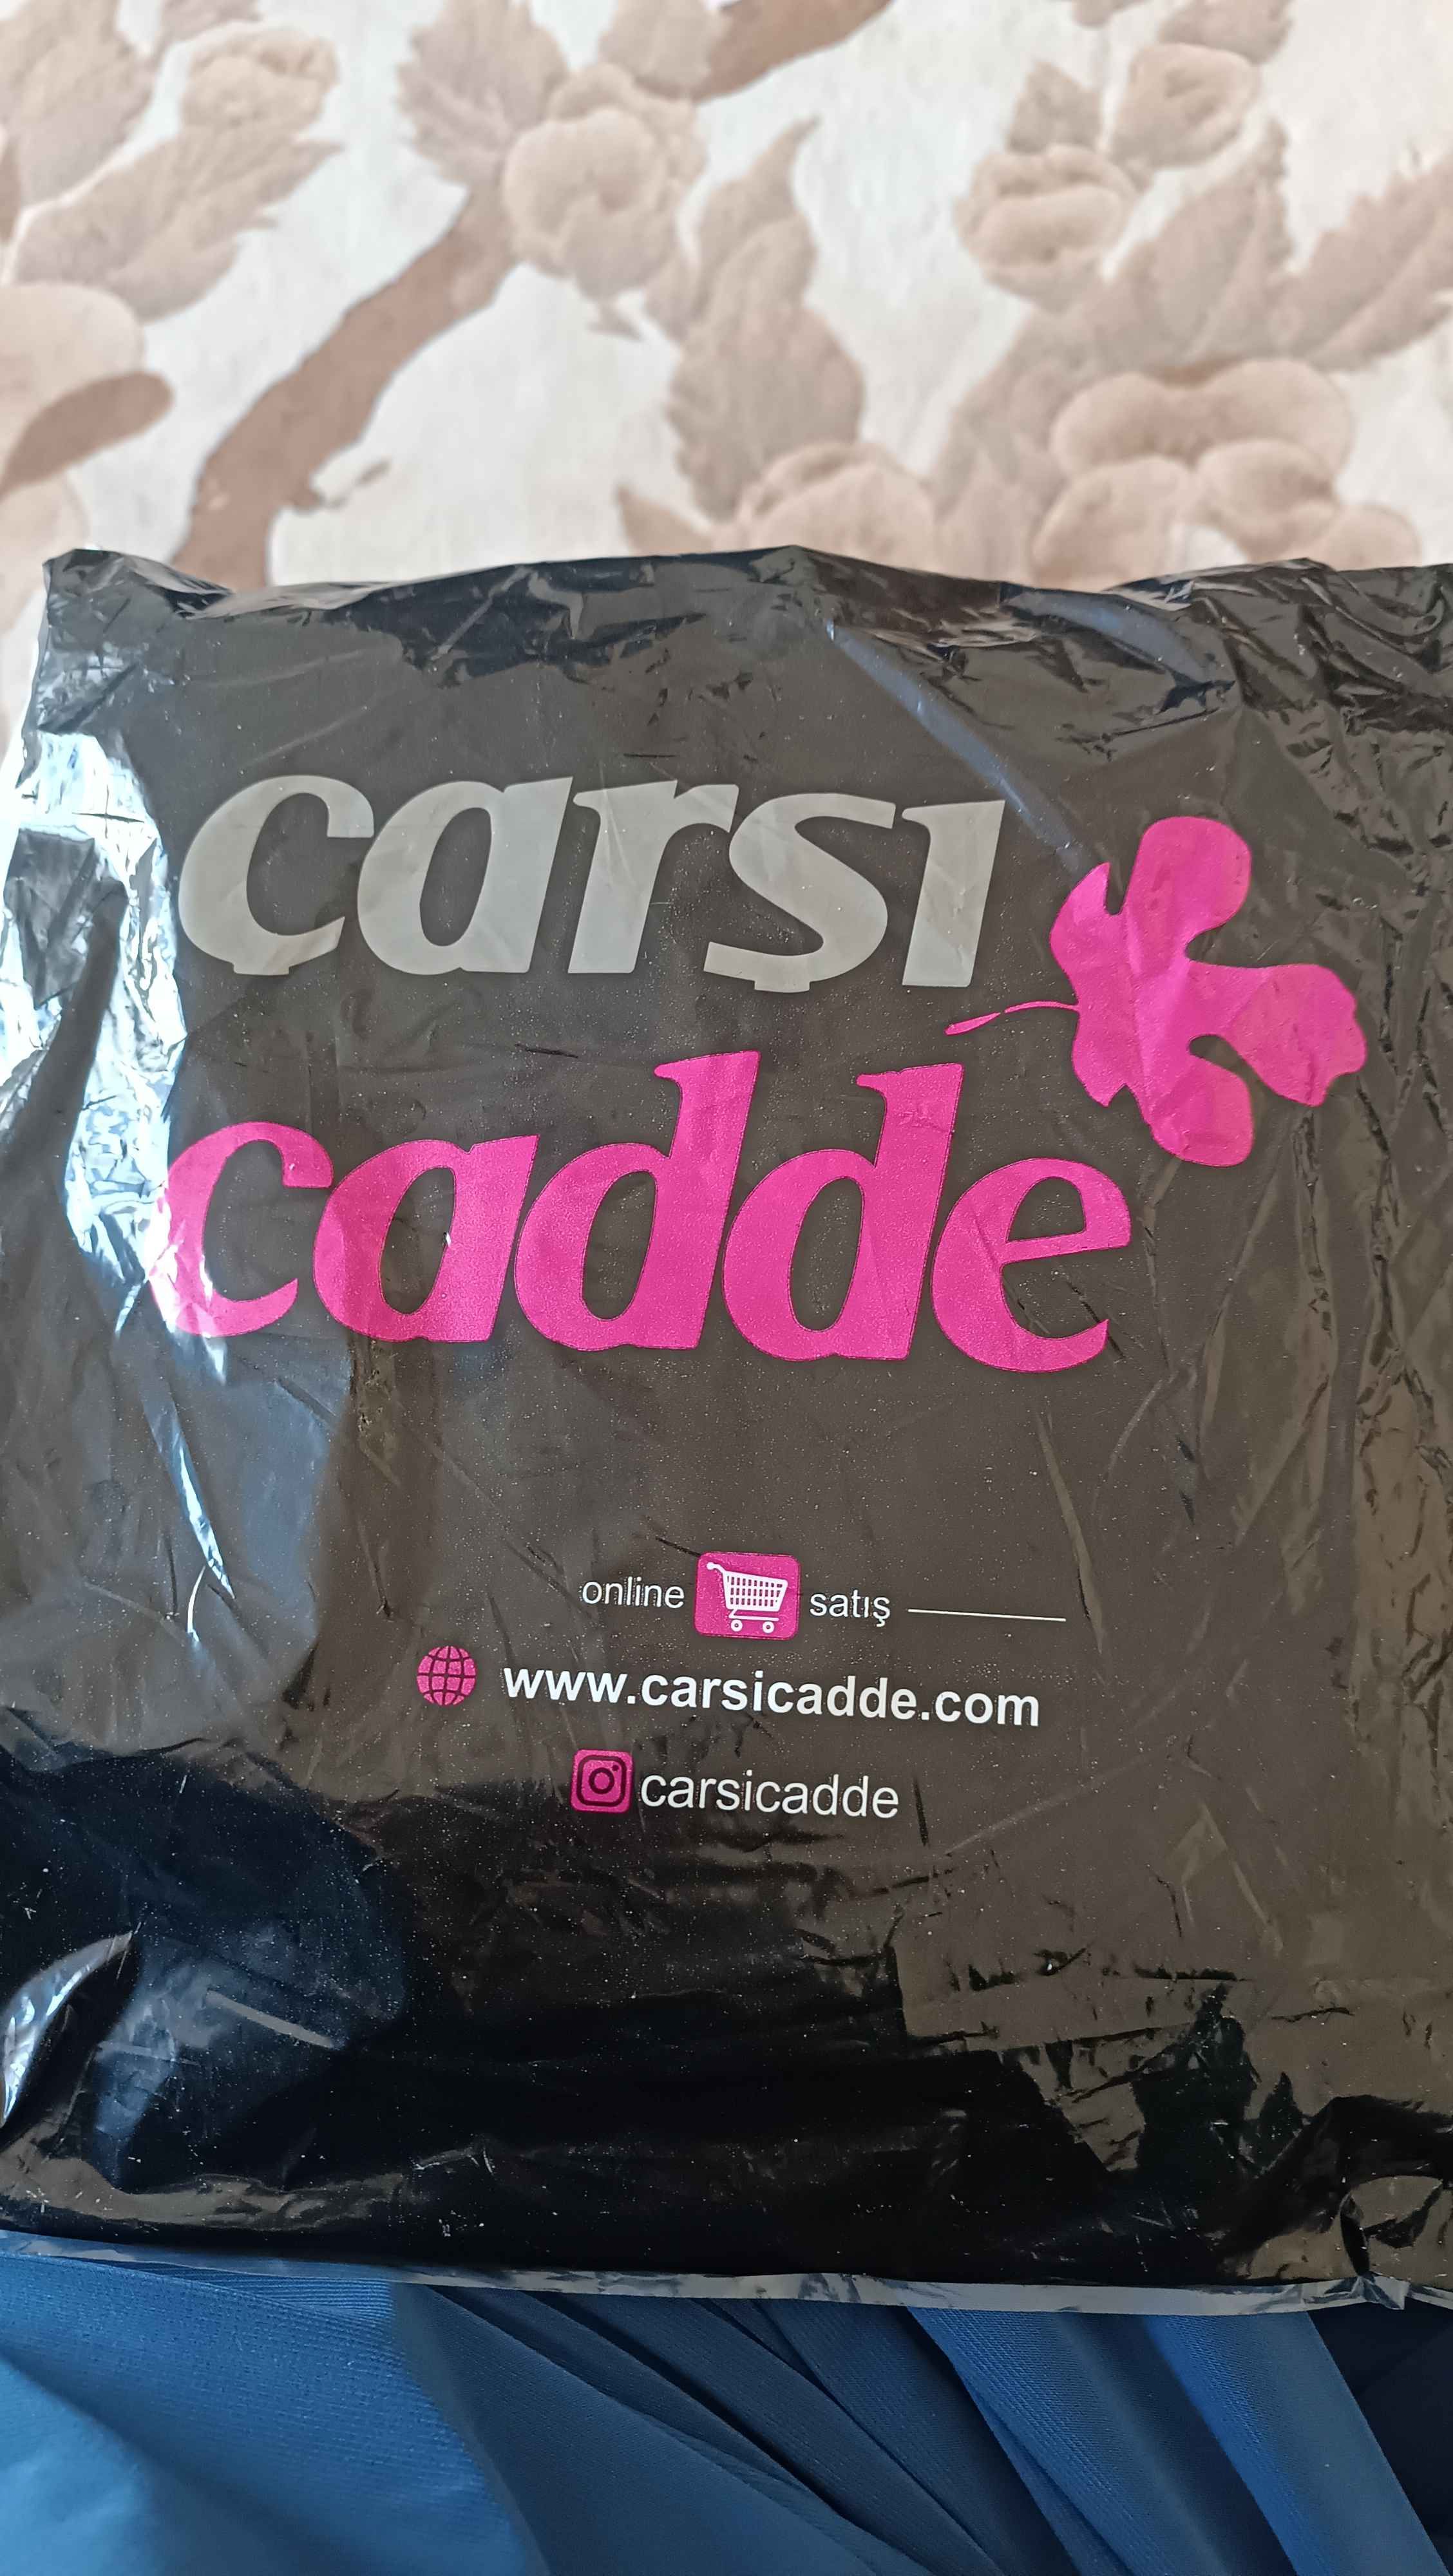 çarşı
cadde
online satış
www.carsicadde.com
carsicadde